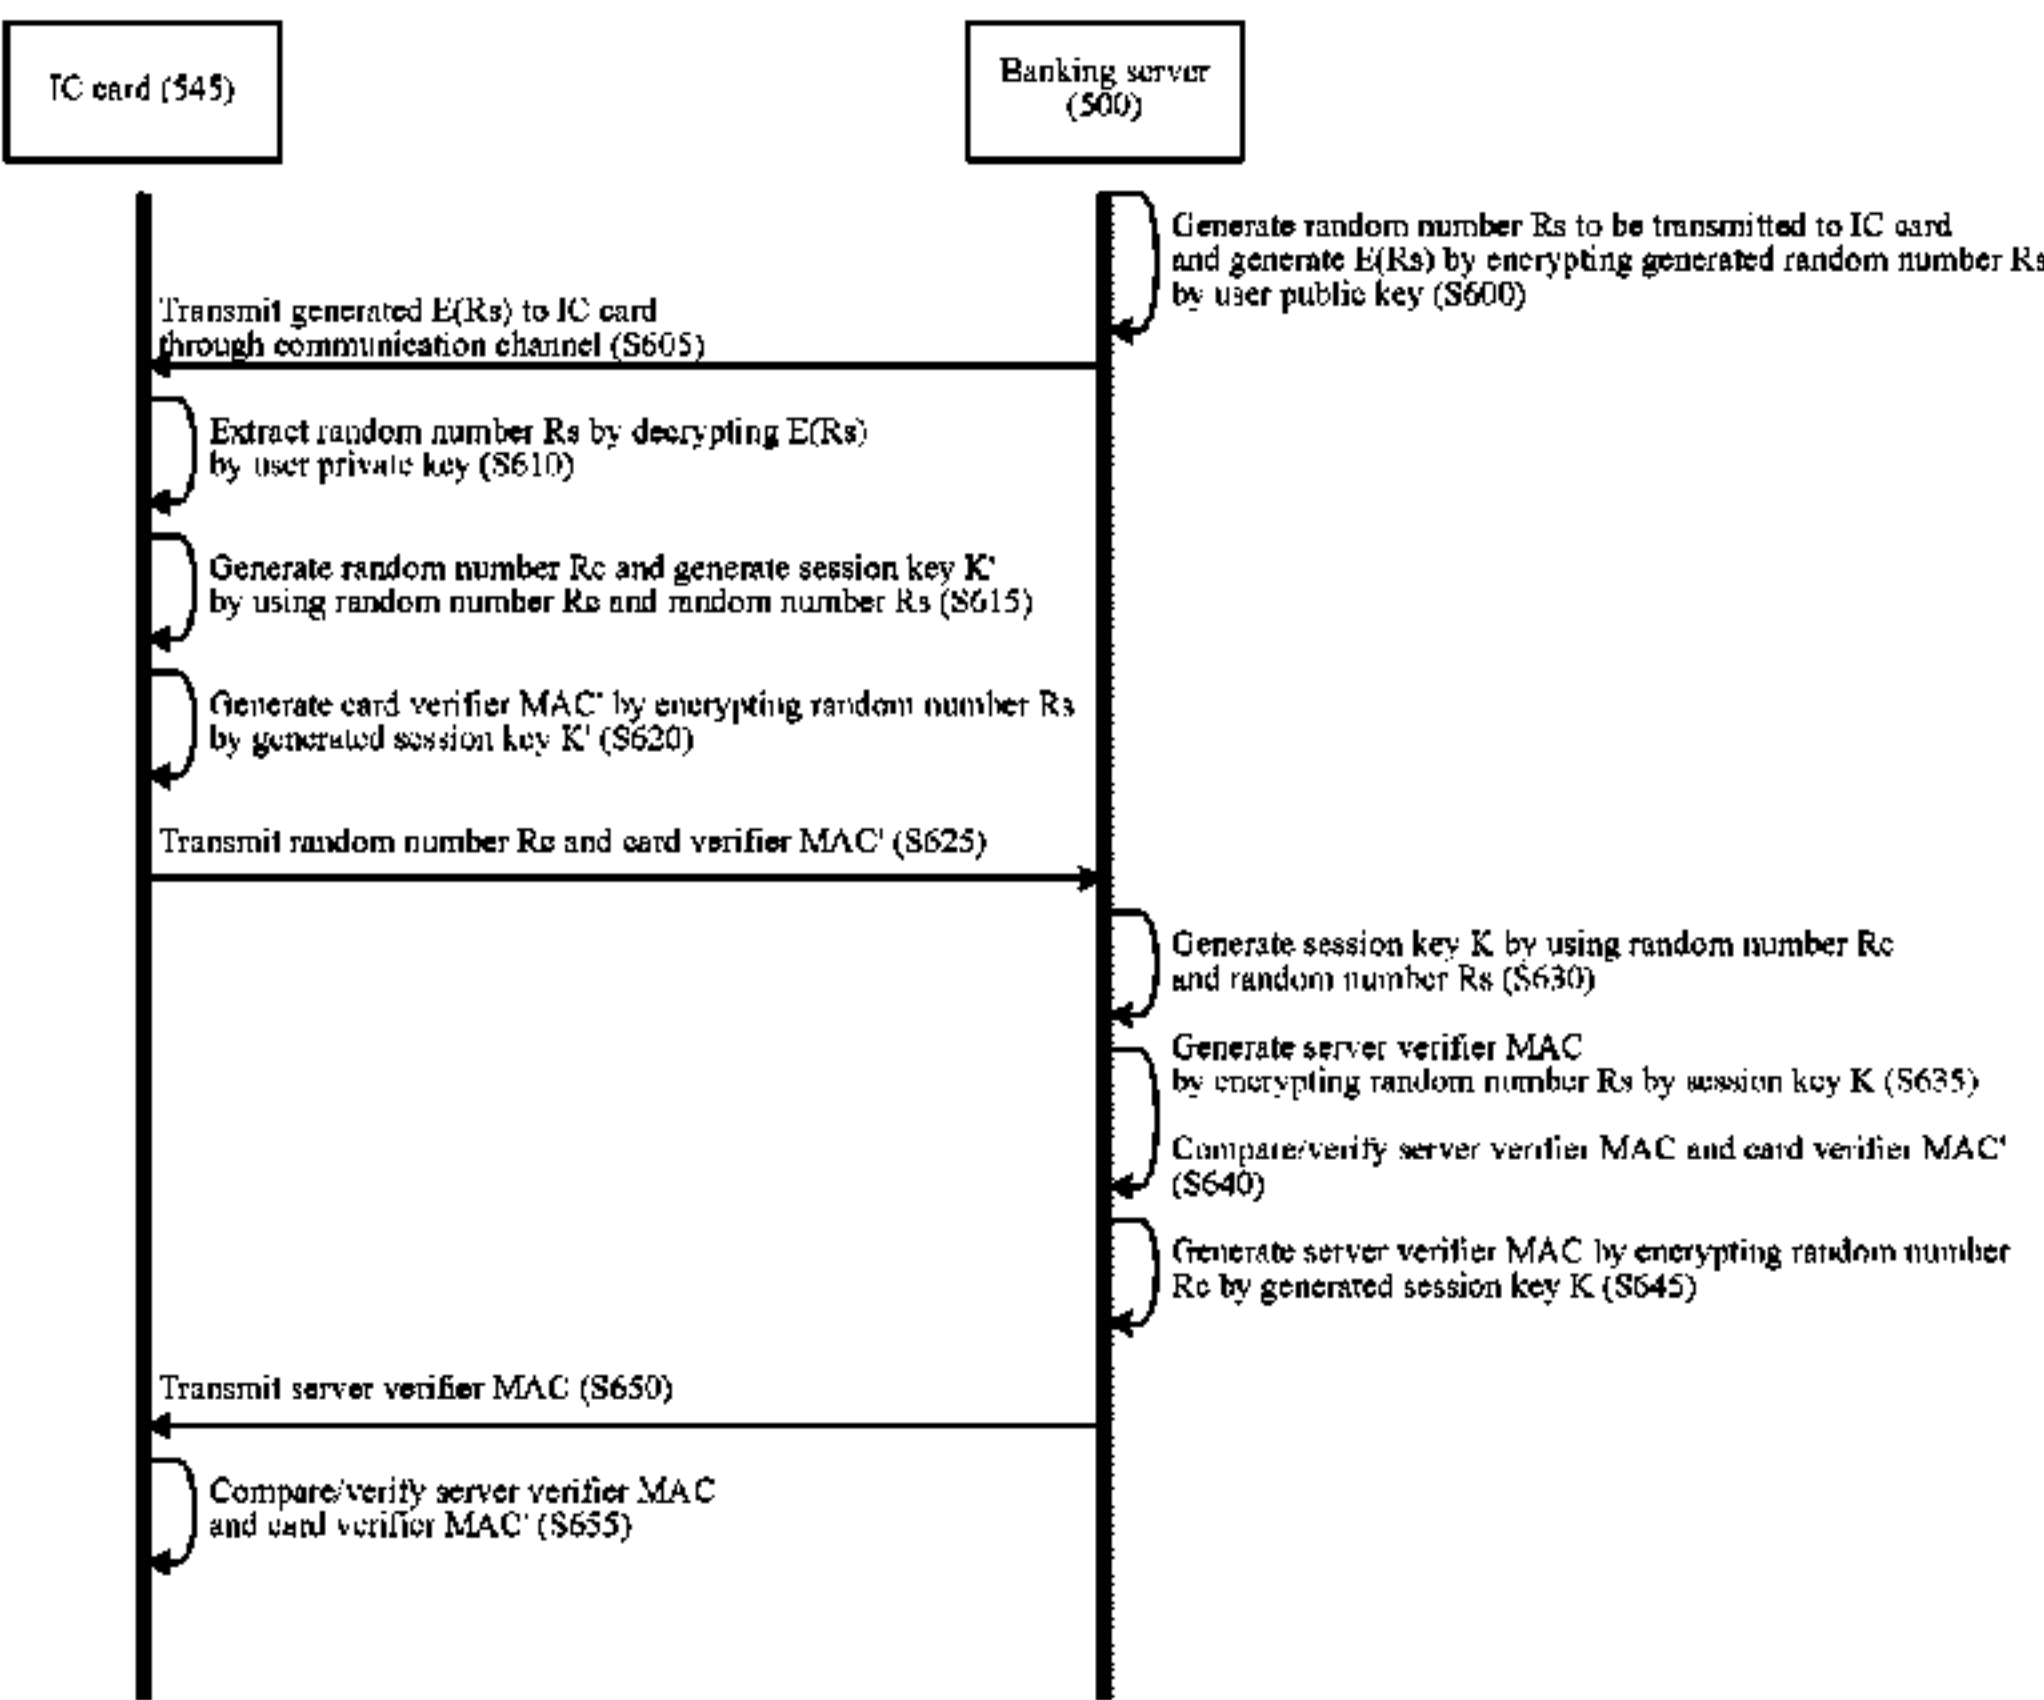 IC card (545)
Banking server
(500)
Generate random number Rs to be transmitted to IC card
and generate E(Rs) by encrypting generated random number Rs
by user public key (S600)
Transmit generated E(Rs) to IC card
through communication channel (S605)
Extract random number Rs by decrypting E(Rs)
by user private key (S610)
Generate random number Rc and generate session key K'
by using random number Rc and random number Rs (S615)
Generate card verifier MAC' by encrypting random number Rs
by generated session key K' (S620)
Transmit random number Rc and card verifier MAC' (S625)
Generate session key K by using random number Rc
and random number Rs (S630)
Generate server verifier MAC
by encrypting random number Rs by session key K (S635)
Compare/verify server verifier MAC and card verifier MAC'
(S640)
Generate server verifier MAC by encrypting random number
Rc by generated session key K (S645)
Transmit server verifier MAC (S650)
Compare/verify server verifier MAC
and card verifier MAC' (S655)